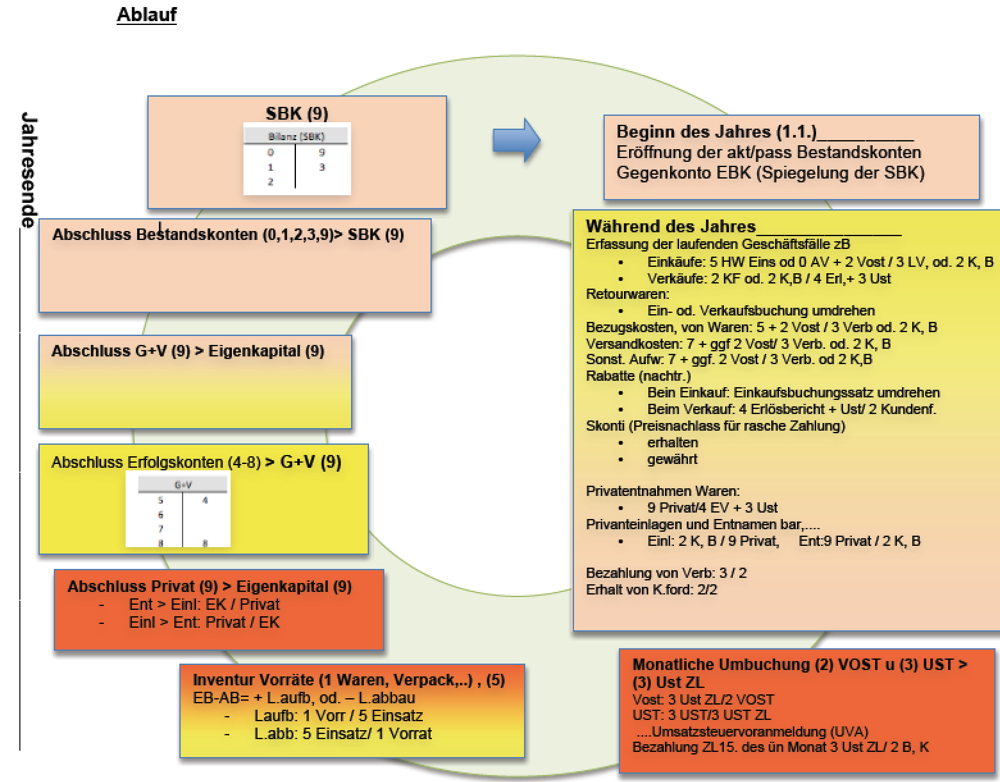 Ablauf
Jahresende
SBK (9)
Bilanz (SBK)
0 9
1 3
2
Beginn des Jahres (1.1.)__________
Eröffnung der akt/pass Bestandskonten
Gegenkonto EBK (Spiegelung der SBK)
Während des Jahres_______________
Erfassung der laufenden Geschäftsfälle zB
• Einkäufe: 5 HW Eins od 0 AV + 2 Vost / 3 LV, od. 2 K, B
• Verkäufe: 2 KF od. 2 K,B / 4 Erl,+ 3 Ust
Retourwaren:
• Ein- od. Verkaufsbuchung umdrehen
Bezugskosten, von Waren: 5 + 2 Vost / 3 Verb od. 2 K, B
Versandkosten: 7 + ggf 2 Vost/ 3 Verb. od. 2 K, B
Sonst. Aufw: 7 + ggf. 2 Vost / 3 Verb. od 2 K,B
Rabatte (nachtr.)
• Bein Einkauf: Einkaufsbuchungssatz umdrehen
• Beim Verkauf: 4 Erlösbericht + Ust/ 2 Kundenf.
Skonti (Preisnachlass für rasche Zahlung)
• erhalten
• gewährt
Privatentnahmen Waren:
• 9 Privat/4 EV + 3 Ust
Privanteinlagen und Entnamen bar,....
• Einl: 2 K, B / 9 Privat, Ent:9 Privat / 2 K, B
Bezahlung von Verb: 3 / 2
Erhalt von K.ford: 2/2
Monatliche Umbuchung (2) VOST u (3) UST >
(3) Ust ZL
Vost: 3 Ust ZL/2 VOST
UST: 3 UST/3 UST ZL
....Umsatzsteuervoranmeldung (UVA)
Bezahlung ZL15. des ün Monat 3 Ust ZL/ 2 B, K
Inventur Vorräte (1 Waren, Verpack,..) , (5)
EB-AB= + L.aufb, od. – L.abbau
- Laufb: 1 Vorr / 5 Einsatz
- L.abb: 5 Einsatz/ 1 Vorrat
Abschluss Privat (9) > Eigenkapital (9)
- Ent > Einl: EK / Privat
- Einl > Ent: Privat / EK
Abschluss Erfolgskonten (4-8) > G+V (9)
G+V
5 4
6
7
8 8
Abschluss G+V (9) > Eigenkapital (9)
Abschluss Bestandskonten (0,1,2,3,9)> SBK (9)